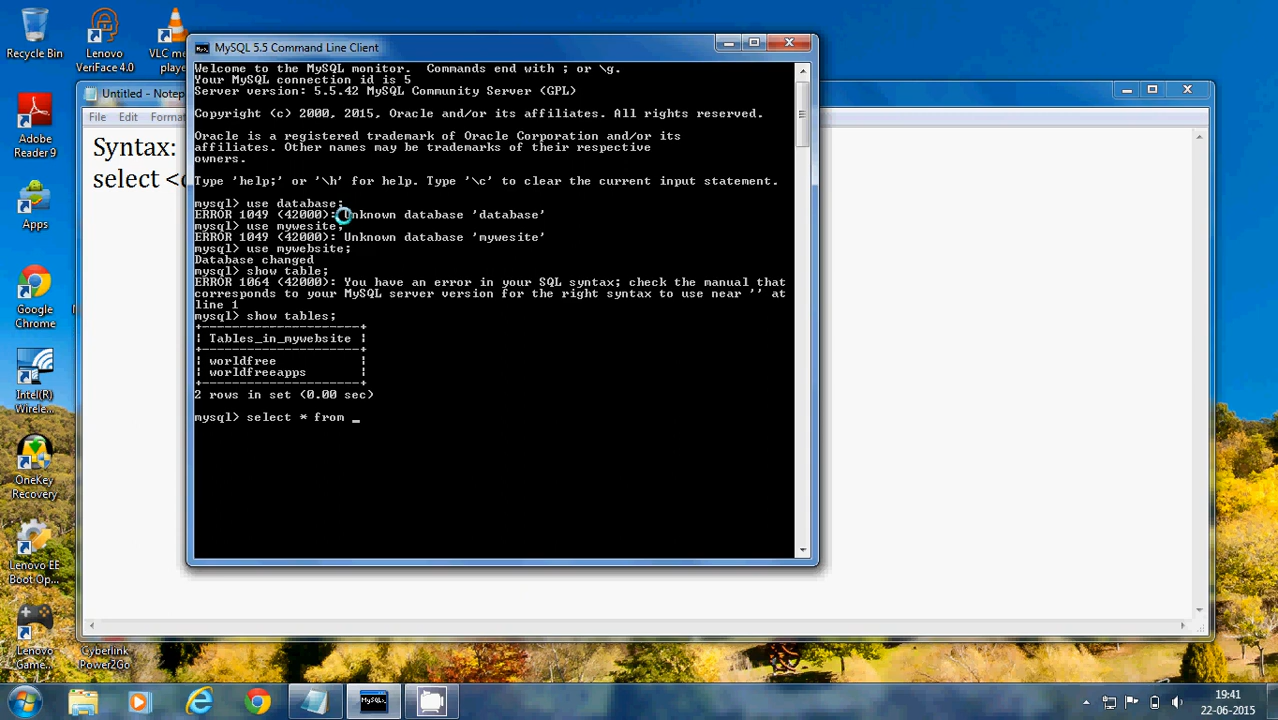 Recycle Bin
Lenovo
VeriFace 4.0
VLC me
playe
Adobe
Reader 9
Apps
Google
Chrome
Intel(R)
Wirele...
OneKey
Recovery
Lenovo EE
Boot Op...
Lenovo
Game...
Cyberlink
Power2Go
Untitled - Notep
File Edit Format
Syntax:
select <c
MySQL 5.5 Command Line Client
Welcome to the MySQL monitor.  Commands end with ; or \g.
Your MySQL connection id is 5
Server version: 5.5.42 MySQL Community Server (GPL)
Copyright (c) 2000, 2015, Oracle and/or its affiliates. All rights reserved.
Oracle is a registered trademark of Oracle Corporation and/or its
affiliates. Other names may be trademarks of their respective
owners.
Type 'help;' or '\h' for help. Type '\c' to clear the current input statement.
mysql> use database;
ERROR 1049 (42000): Unknown database 'database'
mysql> use mywesite;
ERROR 1049 (42000): Unknown database 'mywesite'
mysql> use mywebsite;
Database changed
mysql> show table;
ERROR 1064 (42000): You have an error in your SQL syntax; check the manual that
corresponds to your MySQL server version for the right syntax to use near '' at
line 1
mysql> show tables;
+---------------------+
| Tables_in_mywebsite |
+---------------------+
| worldfree           |
| worldfreeapps       |
+---------------------+
2 rows in set (0.00 sec)
mysql> select * from _
MySQL
19:41
22-06-2015